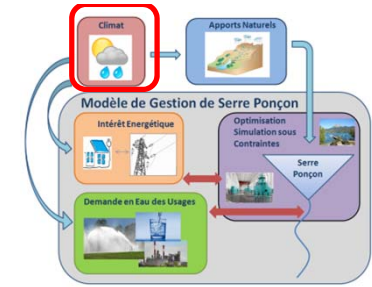 Climat
Apports Naturels
Modèle de Gestion de Serre Ponçon
Intérêt Energétique
Optimisation
Simulation sous
Contraintes
Serre
Ponçon
Demande en Eau des Usages